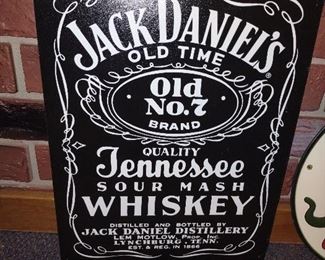 JACK DANIEL'S
OLD TIME
Old
No.7
BRAND
QUALITY
Tennessee
SOUR MASH
WHISKEY
DISTILLED AND BOTTLED BY
JACK DANIEL DISTILLERY
LEM MOTLOW, PROP. INC.
LYNCHBURG, TENN.
EST. & REG. IN 1866